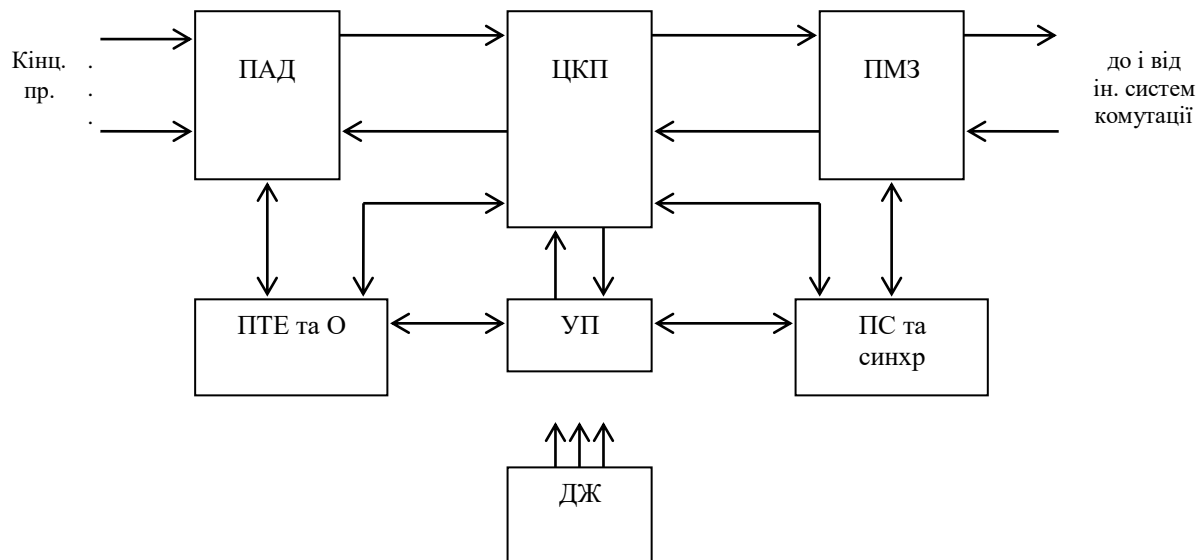 Кінц. .
пр. .
.
ПАД
ЦКП
ПМЗ
до і від
ін. систем
комутації
ПТЕ та О
УП
ПС та
синхр
ДЖ